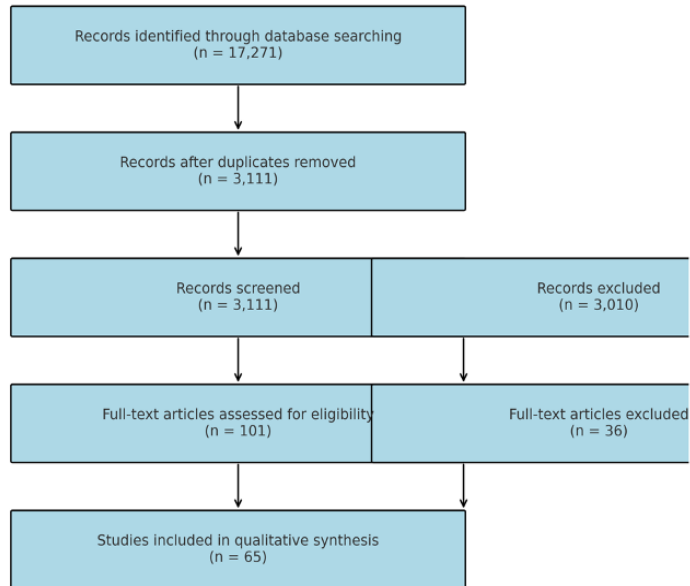 Records identified through database searching
(n = 17,271)
Records after duplicates removed
(n = 3,111)
Records screened
(n = 3,111)
Records excluded
(n = 3,010)
Full-text articles assessed for eligibility
(n = 101)
Full-text articles excluded
(n = 36)
Studies included in qualitative synthesis
(n = 65)